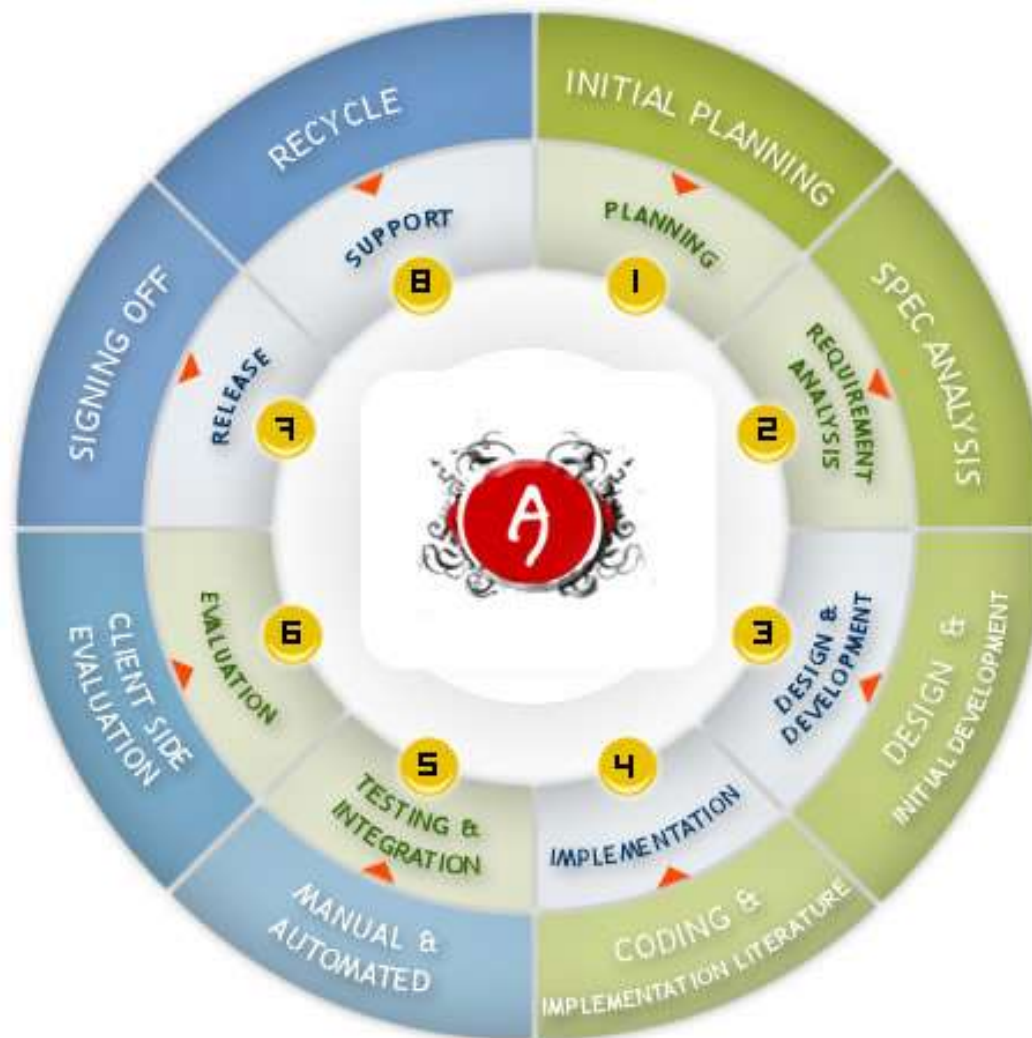 INITIAL PLANNING
PLANNING
1
SPEC ANALYSIS
REQUIREMENT
ANALYSIS
2
DESIGN &
INITIAL DEVELOPMENT
DESIGN &
DEVELOPMENT
3
CODING &
IMPLEMENTATION LITERATURE
IMPLEMENTATION
4
MANUAL &
AUTOMATED
TESTING &
INTEGRATION
5
CLIENT SIDE
EVALUATION
EVALUATION
6
SIGNING OFF
RELEASE
7
RECYCLE
SUPPORT
8